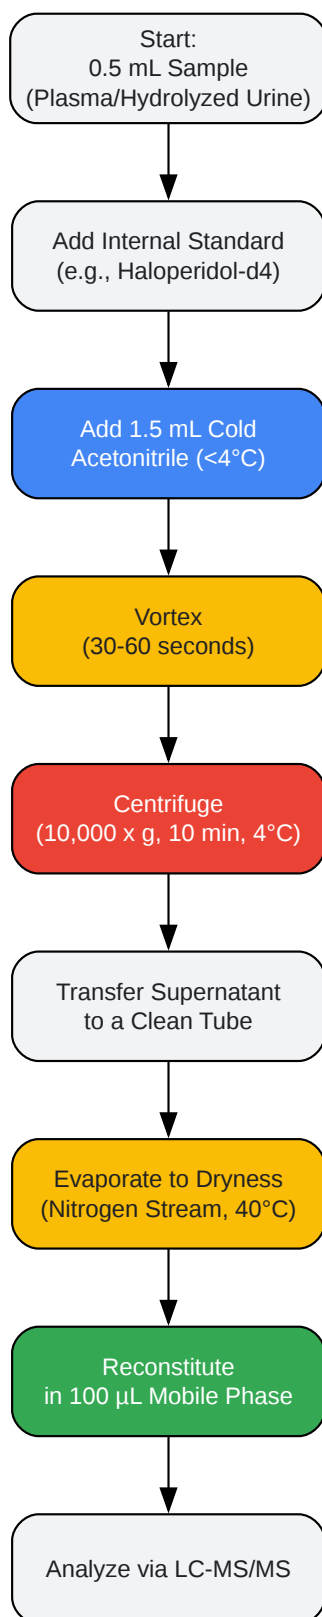 Start:
0.5 mL Sample
(Plasma/Hydrolyzed Urine)
Add Internal Standard
(e.g., Haloperidol-d4)
Add 1.5 mL Cold
Acetonitrile (<4°C)
Vortex
(30-60 seconds)
Centrifuge
(10,000 x g, 10 min, 4°C)
Transfer Supernatant
to a Clean Tube
Evaporate to Dryness
(Nitrogen Stream, 40°C)
Reconstitute
in 100 µL Mobile Phase
Analyze via LC-MS/MS